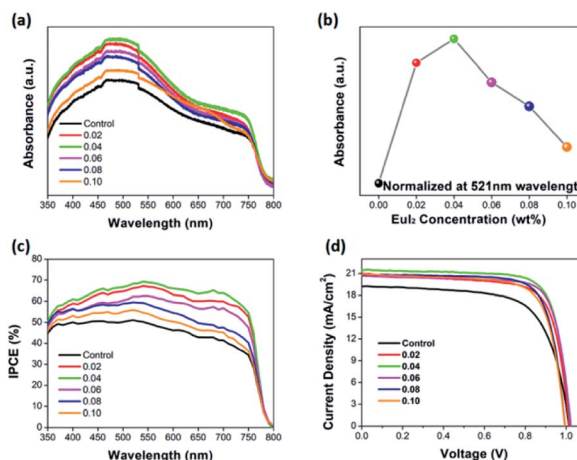 (a)
Absorbance (a.u.)
Control
0.02
0.04
0.06
0.08
0.10
350 400 450 500 550 600 650 700 750 800
Wavelength (nm)
(b)
Absorbance (a.u.)
Normalized at 521nm wavelengt
0.00 0.02 0.04 0.06 0.08 0.10
EuI₂ Concentration (wt%)
(c)
IPCE (%)
80
70
60
50
40
30
20
10
0
Control
0.02
0.04
0.06
0.08
0.10
350 400 450 500 550 600 650 700 750 800
Wavelength (nm)
(d)
Current Density (mA/cm²)
24
21
18
15
12
9
6
3
0
Control
0.02
0.04
0.06
0.08
0.10
0.0 0.2 0.4 0.6 0.8 1.0
Voltage (V)